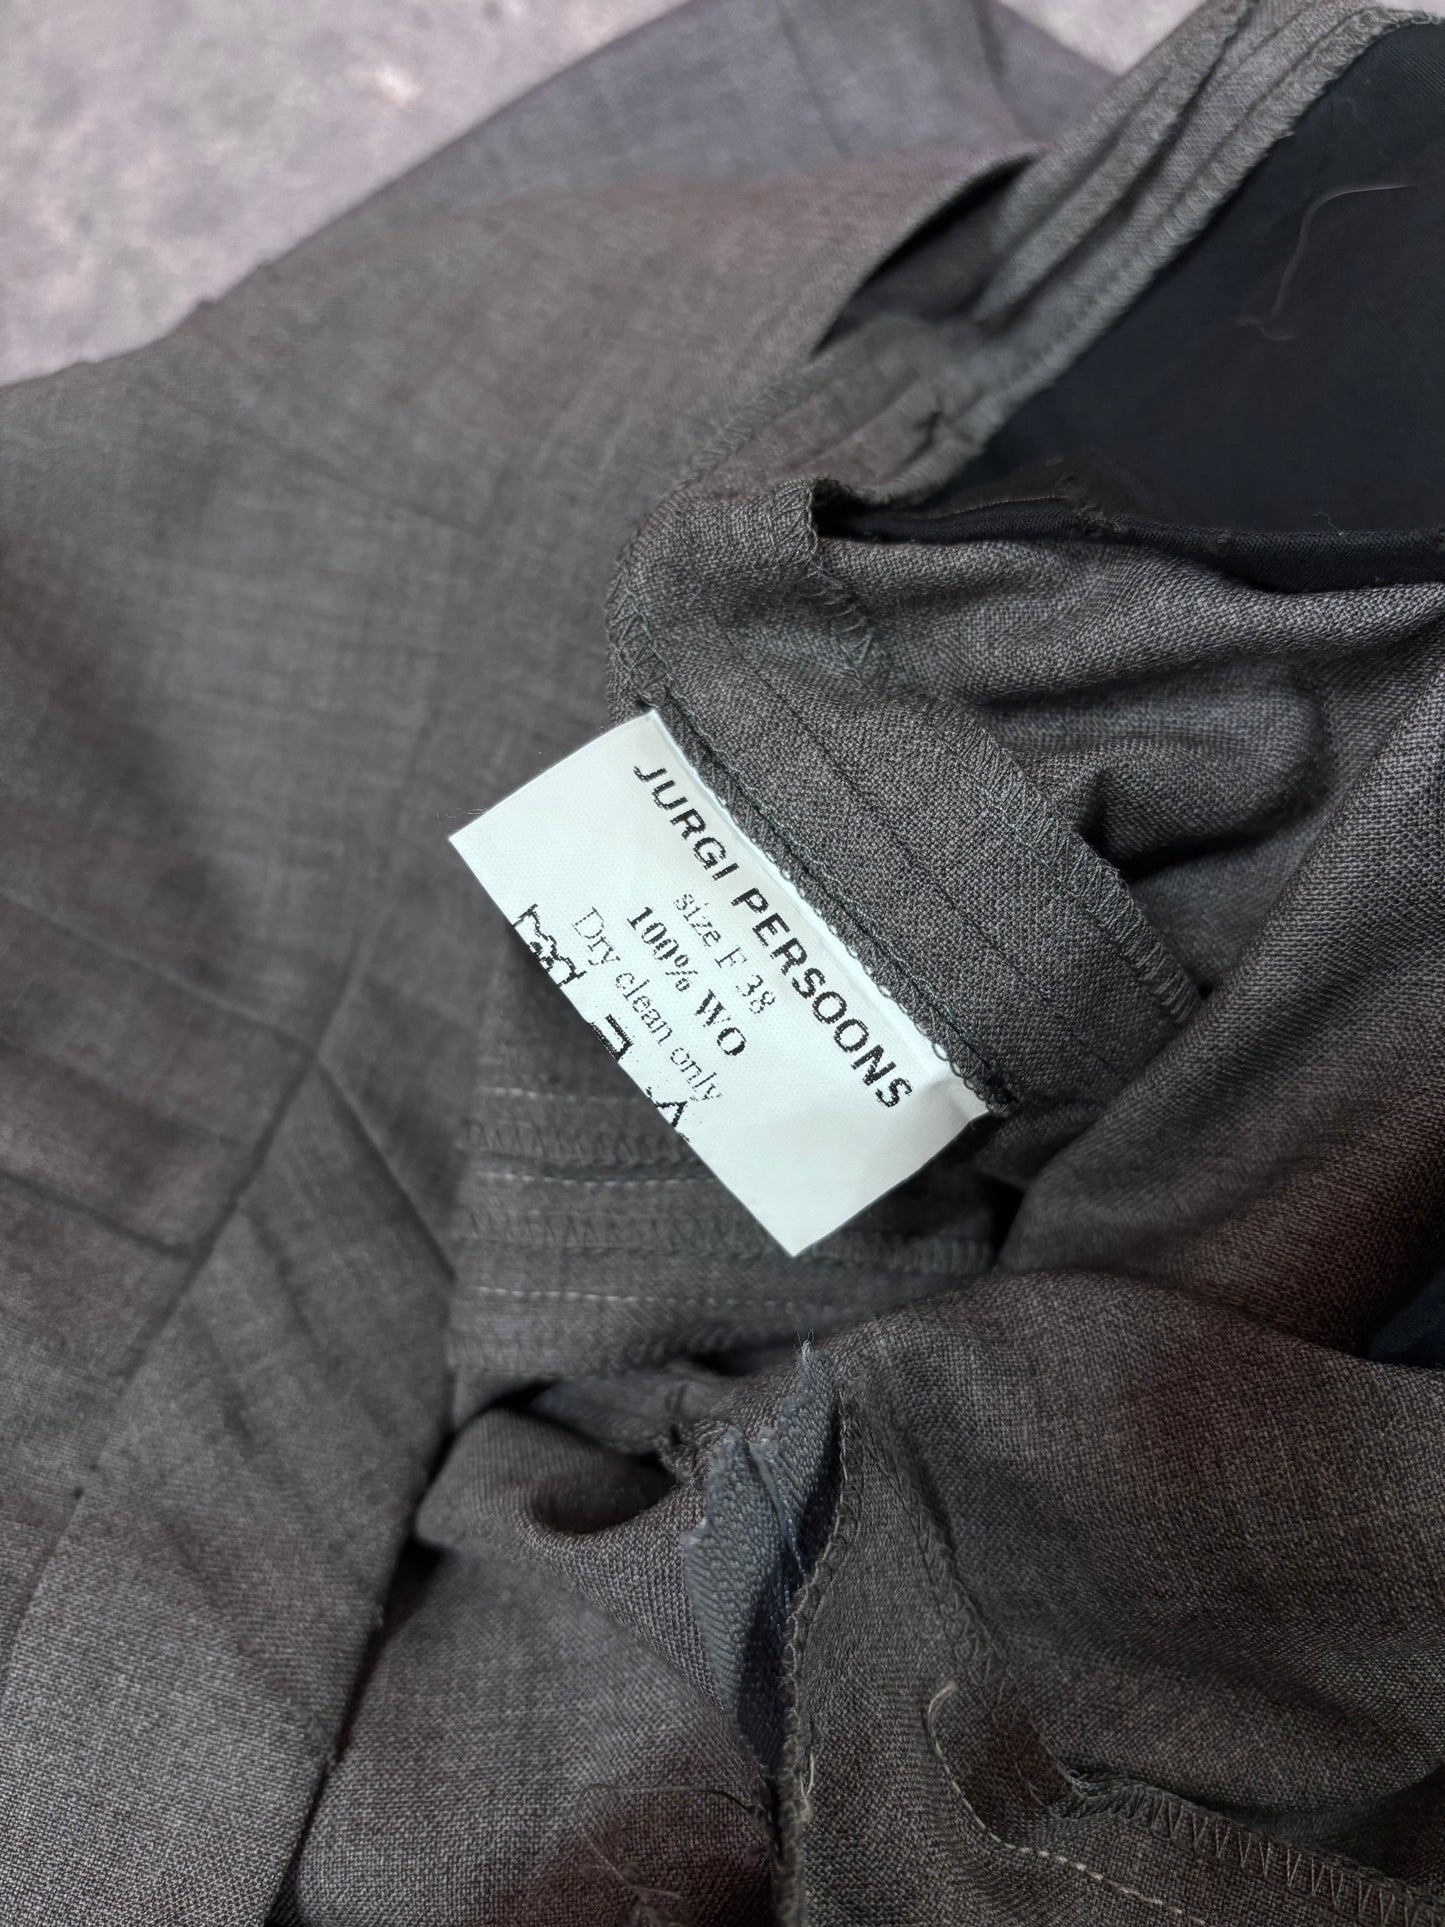 JURGI PERSOONS
size F 38
100% WO
Dry clean only